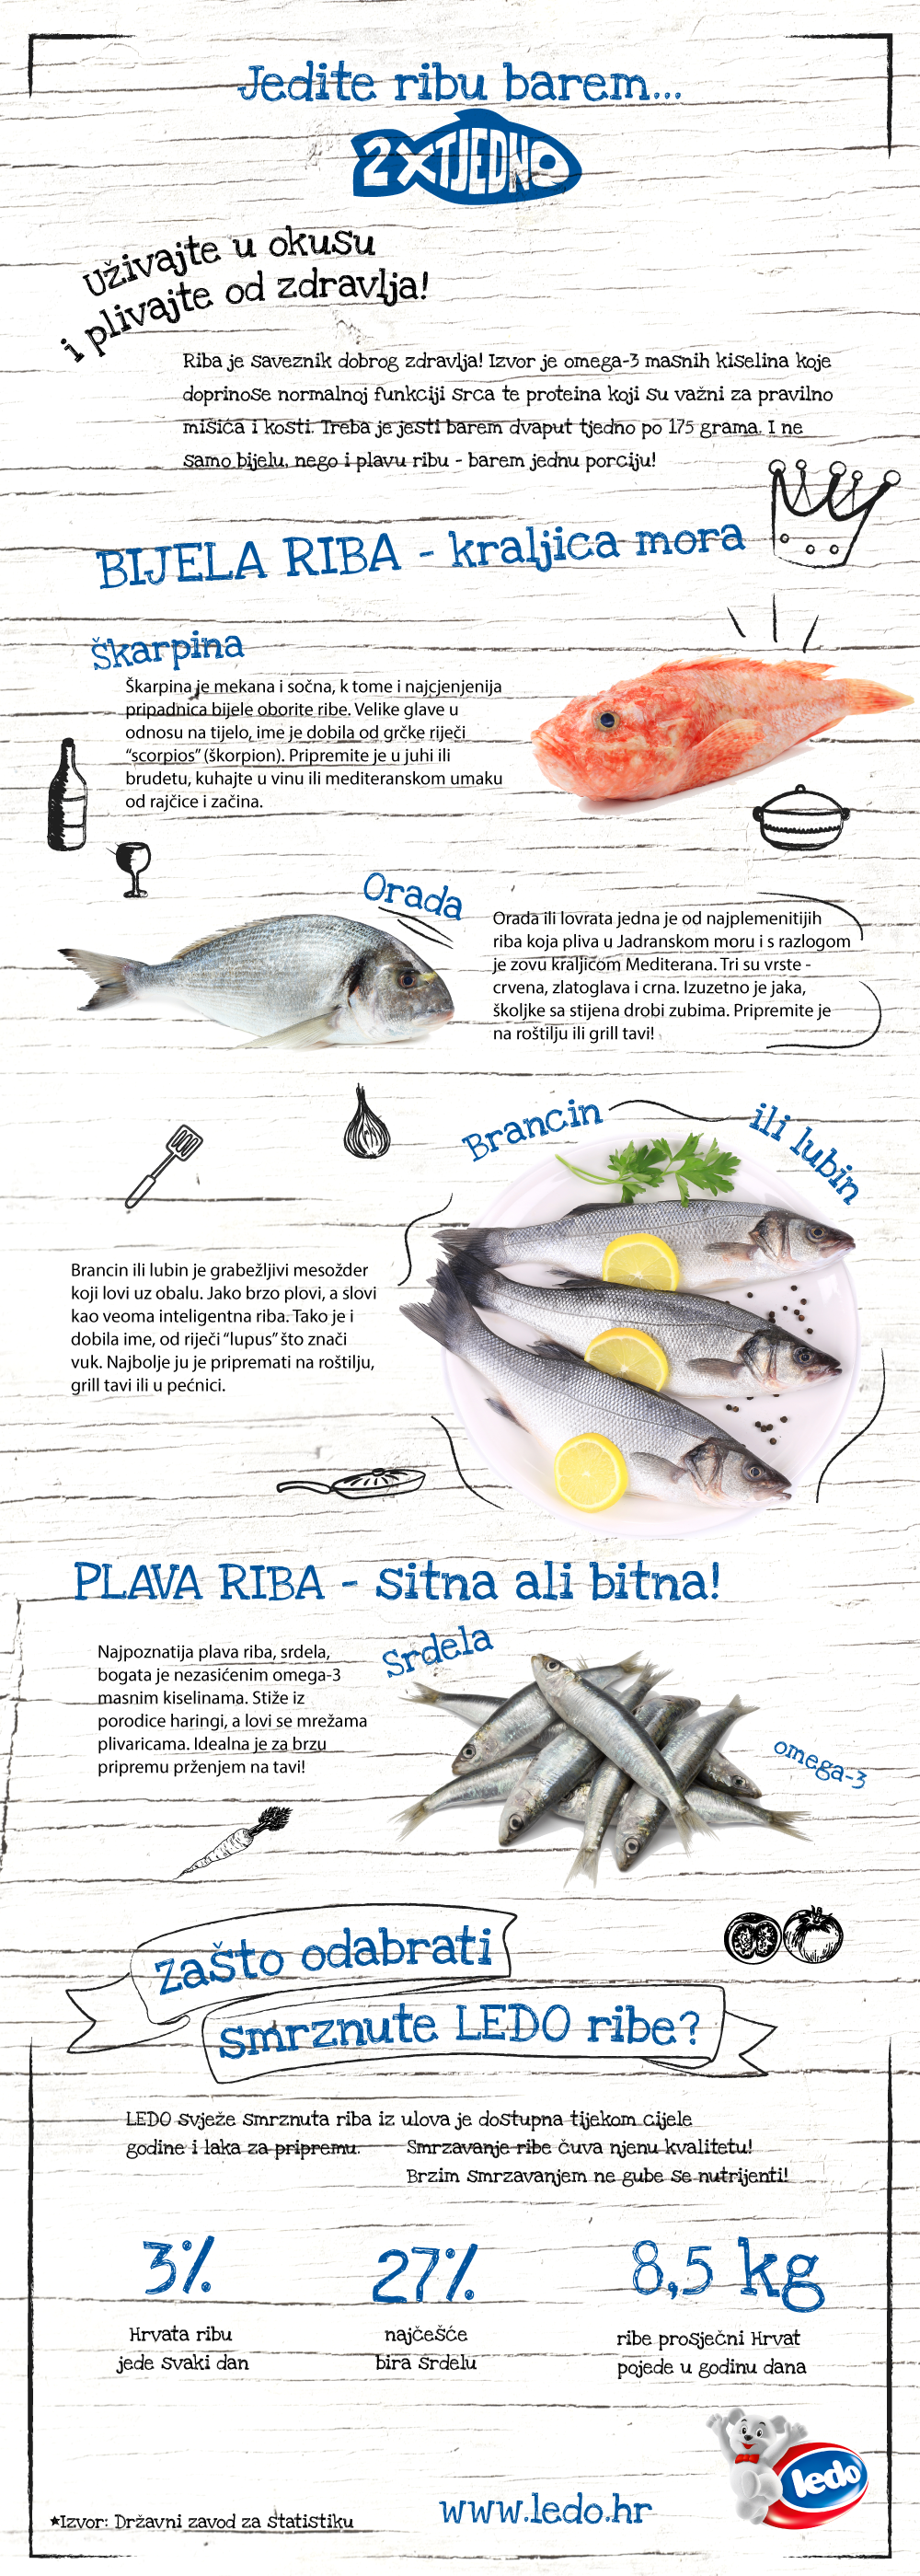 Jedite ribu barem...
2XTJEDNO
uživajte u okusu
i plivajte od zdravlja!
Riba je saveznik dobrog zdravlja! Izvor je omega-3 masnih kiselina koje
doprinose normalnoj funkciji srca te proteina koji su važni za pravilno
mišića i kosti. Treba je jesti barem dvaput tjedno po 175 grama. I ne
samo bijelu, nego i plavu ribu - barem jednu porciju!
BIJELA RIBA - kraljica mora
Škarpina
Škarpina je mekana i sočna, k tome i najcjenjenija
pripadnica bijele oborite ribe. Velike glave u
odnosu na tijelo, ime je dobila od grčke riječi
“scorpios” (škorpion). Pripremite je u juhi ili
brudetu, kuhajte u vinu ili mediteranskom umaku
od rajčice i začina.
Orada
Orada ili lovrata jedna je od najplemenitijih
riba koja pliva u Jadranskom moru i s razlogom
je zovu kraljicom Mediterana. Tri su vrste -
crvena, zlatoglava i crna. Izuzetno je jaka,
školjke sa stijena drobi zubima. Pripremite je
na roštilju ili grill tavi!
Brancin ili lubin
Brancin ili lubin je grabežljivi mesožder
koji lovi uz obalu. Jako brzo plovi, a slovi
kao veoma inteligentna riba. Tako je i
dobila ime, od riječi “lupus” što znači
vuk. Najbolje ju je pripremati na roštilju,
grill tavi ili u pećnici.
PLAVA RIBA - sitna ali bitna!
Srdela
Najpoznatija plava riba, srdela,
bogata je nezasićenim omega-3
masnim kiselinama. Stiže iz
porodice haringi, a lovi se mrežama
plivaricama. Idealna je za brzu
pripremu prženjem na tavi!
omega-3
zašto odabrati
smrznute LEDO ribe?
LEDO svježe smrznuta riba iz ulova je dostupna tijekom cijele
godine i laka za pripremu.
Smrzavanje ribe čuva njenu kvalitetu!
Brzim smrzavanjem ne gube se nutrijenti!
3%
Hrvata ribu
jede svaki dan
27%
najčešće
bira srdelu
8,5 kg
ribe prosječni Hrvat
pojede u godinu dana
ledo
www.ledo.hr
★Izvor: Državni zavod za statistiku